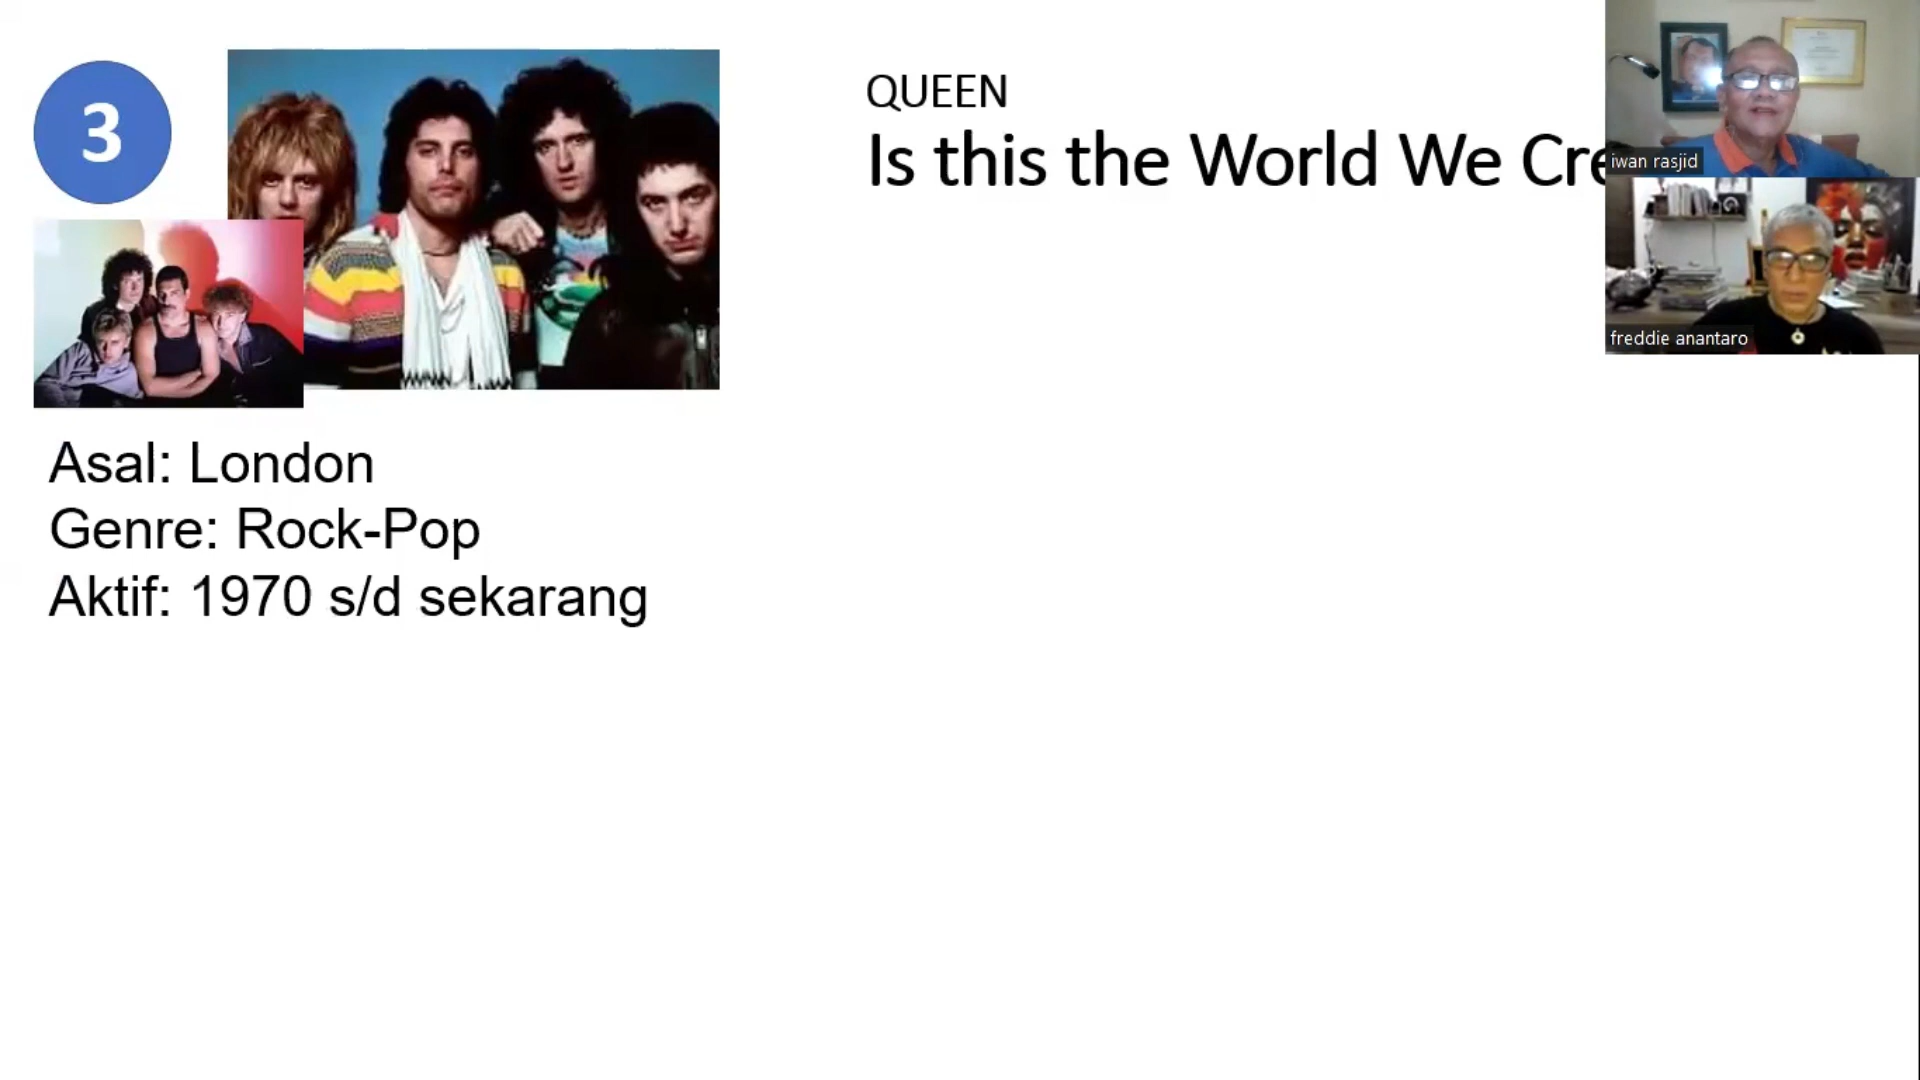 3
QUEEN
Is this the World We Cre
iwan rasjid
freddie anantaro
Asal: London
Genre: Rock-Pop
Aktif: 1970 s/d sekarang